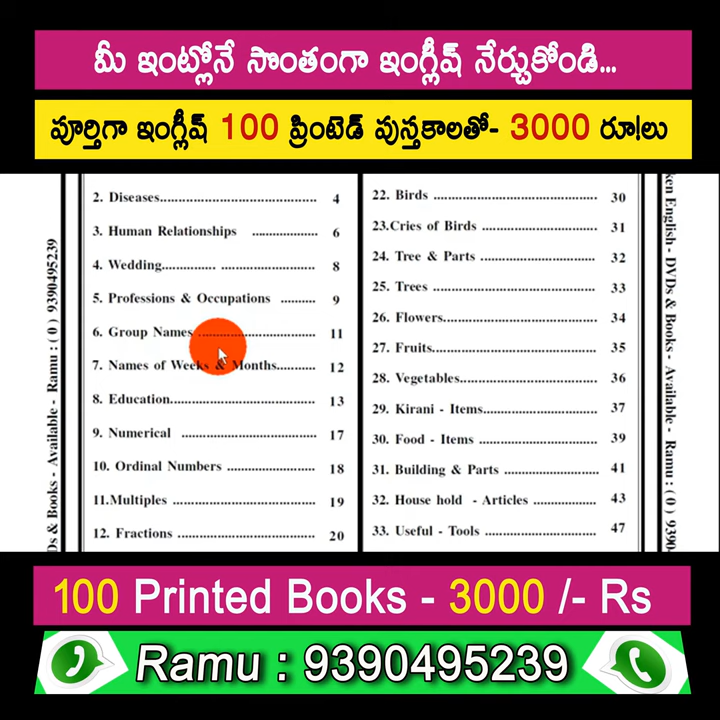 మీ ఇంట్లోనే సొంతంగా ఇంగ్లీష్ నేర్చుకోండి...
పూర్తిగా ఇంగ్లీష్ 100 ప్రింటెడ్ పుస్తకాలతో- 3000 రూ!లు
2. Diseases............................................. 4
3. Human Relationships ................... 6
4. Wedding............... ........................... 8
5. Professions & Occupations .......... 9
6. Group Names.................................. 11
7. Names of Weeks & Months........... 12
8. Education.......................................... 13
9. Numerical ....................................... 17
10. Ordinal Numbers ......................... 18
11.Multiples ......................................... 19
12. Fractions ........................................ 20
22. Birds ............................................... 30
23.Cries of Birds ................................. 31
24. Tree & Parts .................................. 32
25. Trees ............................................... 33
26. Flowers............................................ 34
27. Fruits............................................... 35
28. Vegetables........................................ 36
29. Kirani - Items................................. 37
30. Food - Items .................................. 39
31. Building & Parts ........................... 41
32. House hold - Articles .................. 43
33. Useful - Tools ................................ 47
Ds & Books - Available - Ramu : ( 0 ) 9390495239
ken English - DVDs & Books - Available - Ramu : ( 0 ) 9390
100 Printed Books - 3000 /- Rs
Ramu : 9390495239